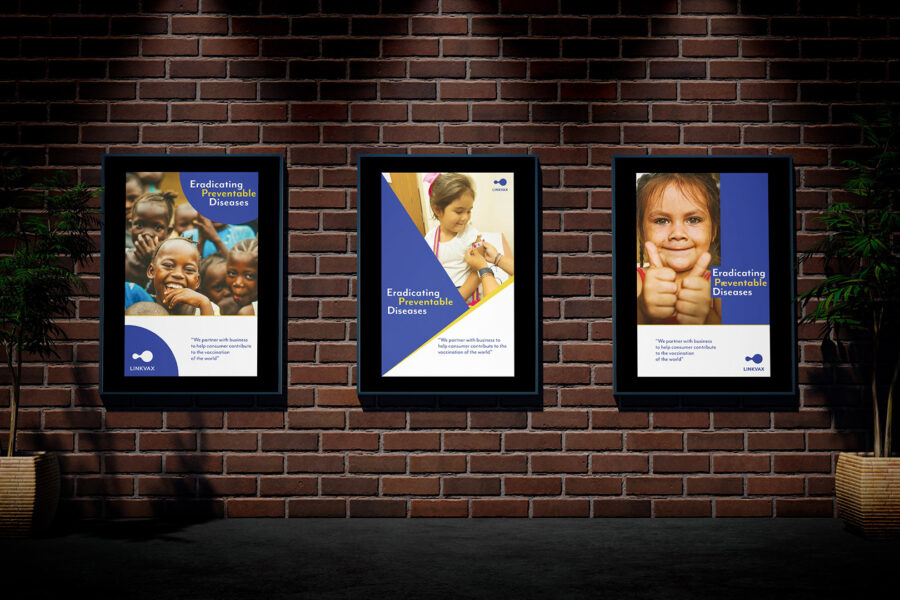 Eradicating
Preventable
Diseases
"We partner with business
to help consumer contribute
to the vaccination
of the world"
LINKVAX
LINKVAX
Eradicating
Preventable
Diseases
"We partner with business to
help consumer contribute to the
vaccination of the world"
Eradicating
Preventable
Diseases
"We partner with business to
help consumer contribute
to the vaccination
of the world"
LINKVAX